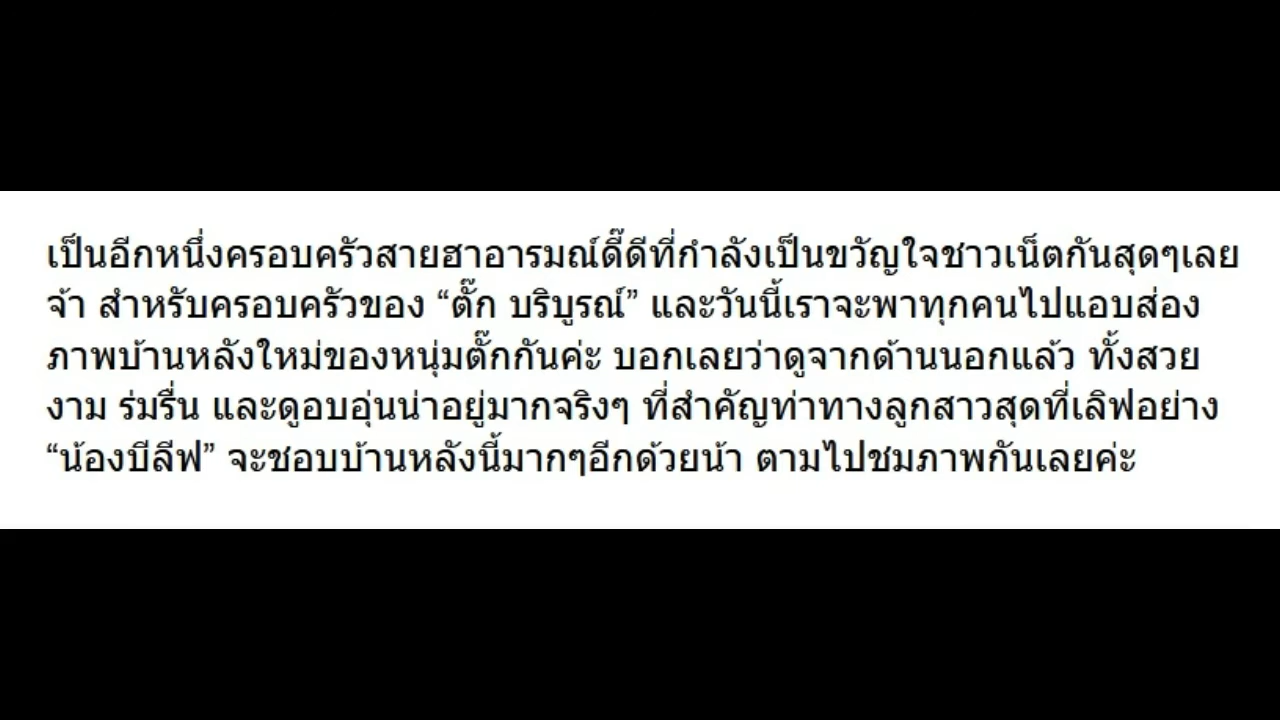 เป็นอีกหนึ่งครอบครัวสายฮาอารมณ์ดี๊ดีที่กำลังเป็นขวัญใจชาวเน็ตกันสุดๆเลย
จ้า สำหรับครอบครัวของ “ตั๊ก บริบูรณ์” และวันนี้เราจะพาทุกคนไปแอบส่อง
ภาพบ้านหลังใหม่ของหนุ่มตั๊กกันค่ะ บอกเลยว่าดูจากด้านนอกแล้ว ทั้งสวย
งาม ร่มรื่น และดูอบอุ่นน่าอยู่มากจริงๆ ที่สำคัญท่าทางลูกสาวสุดที่เลิฟอย่าง
“น้องบีลีฟ” จะชอบบ้านหลังนี้มากๆอีกด้วยน้า ตามไปชมภาพกันเลยค่ะ